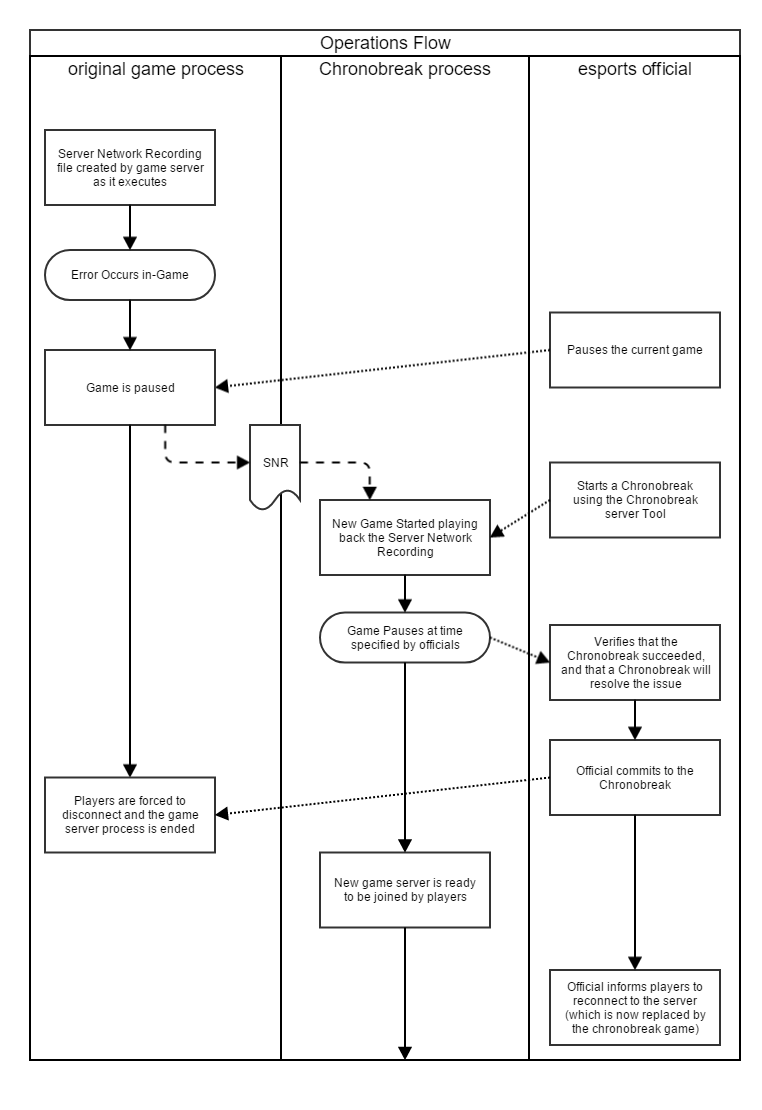 Operations Flow
original game process
Chronobreak process
esports official
Server Network Recording
file created by game server
as it executes
Error Occurs in-Game
Pauses the current game
Game is paused
SNR
Starts a Chronobreak
using the Chronobreak
server Tool
New Game Started playing
back the Server Network
Recording
Game Pauses at time
specified by officials
Verifies that the
Chronobreak succeeded,
and that a Chronobreak will
resolve the issue
Official commits to the
Chronobreak
Players are forced to
disconnect and the game
server process is ended
New game server is ready
to be joined by players
Official informs players to
reconnect to the server
(which is now replaced by
the chronobreak game)